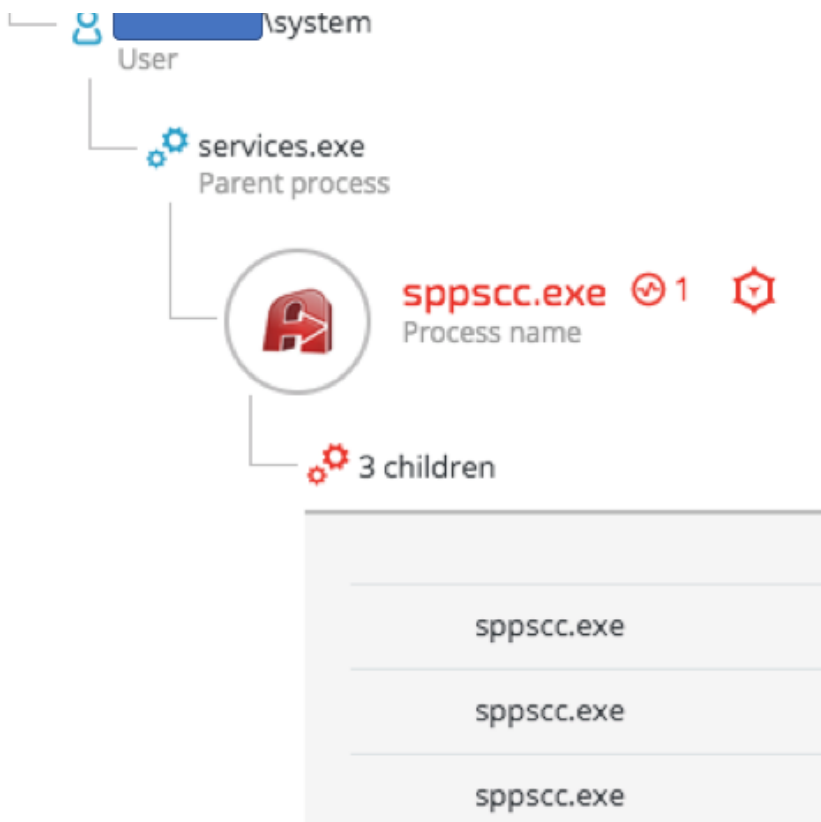 \system
User
services.exe
Parent process
sppscc.exe 1
Process name
3 children
sppscc.exe
sppscc.exe
sppscc.exe